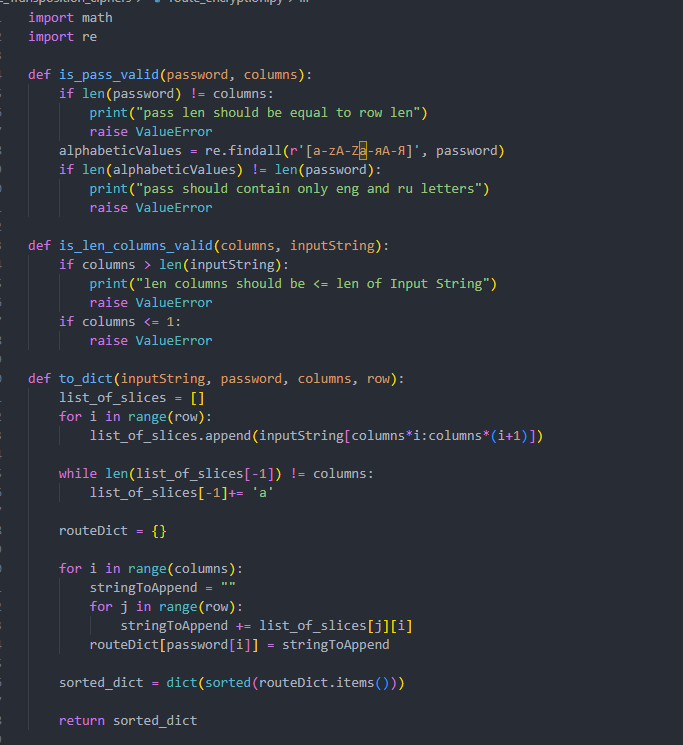 route_encryption.py
import math
import re
def is_pass_valid(password, columns):
    if len(password) != columns:
        print("pass len should be equal to row len")
        raise ValueError
    alphabeticValues = re.findall(r'[a-zA-Zа-яА-Я]', password)
    if len(alphabeticValues) != len(password):
        print("pass should contain only eng and ru letters")
        raise ValueError
def is_len_columns_valid(columns, inputString):
    if columns > len(inputString):
        print("len columns should be <= len of Input String")
        raise ValueError
    if columns <= 1:
        raise ValueError
def to_dict(inputString, password, columns, row):
    list_of_slices = []
    for i in range(row):
        list_of_slices.append(inputString[columns*i:columns*(i+1)])
    while len(list_of_slices[-1]) != columns:
        list_of_slices[-1]+= 'a'
    routeDict = {}
    for i in range(columns):
        stringToAppend = ""
        for j in range(row):
            stringToAppend += list_of_slices[j][i]
        routeDict[password[i]] = stringToAppend
    sorted_dict = dict(sorted(routeDict.items()))
    return sorted_dict